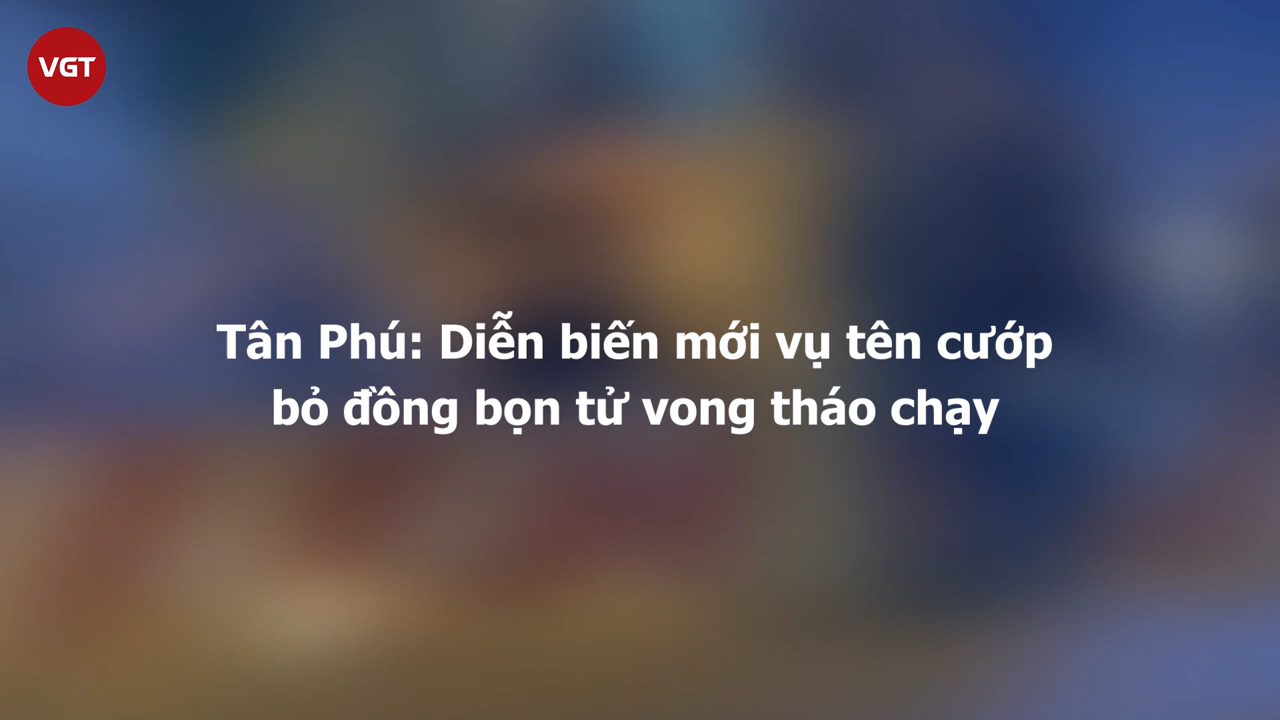 VGT
Tân Phú: Diễn biến mới vụ tên cướp
bỏ đồng bọn tử vong tháo chạy